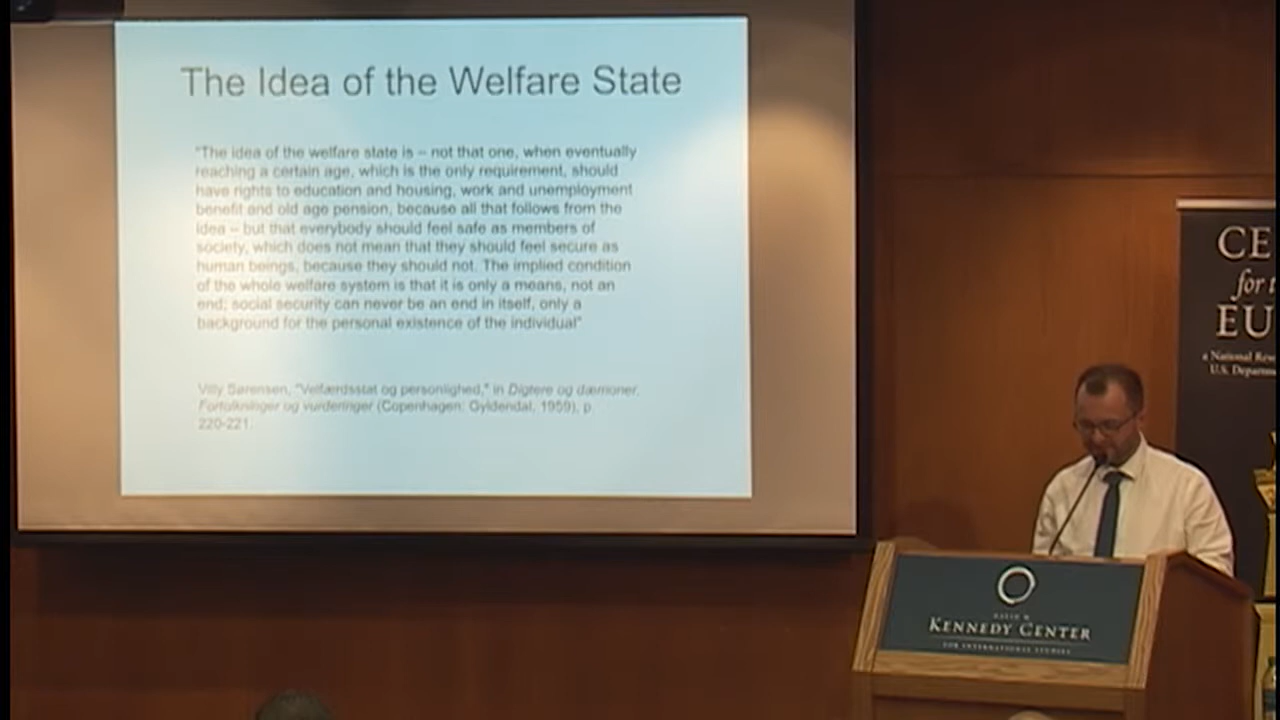 The Idea of the Welfare State
"The idea of the welfare state is – not that one, when eventually
reaching a certain age, which is the only requirement, should
have rights to education and housing, work and unemployment
benefit and old age pension, because all that follows from the
idea – but that everybody should feel safe as members of
society, which does not mean that they should feel secure as
human beings, because they should not. The implied condition
of the whole welfare system is that it is only a means, not an
end; social security can never be an end in itself, only a
background for the personal existence of the individual"
Villy Sørensen, "Velfærdsstat og personlighed," in Digtere og dæmoner.
Fortolkninger og vurderinger (Copenhagen: Gyldendal, 1959), p.
220-221.
CE
for t
EU
a National Res
U.S. Departm
DAVID M.
KENNEDY CENTER
FOR INTERNATIONAL STUDIES